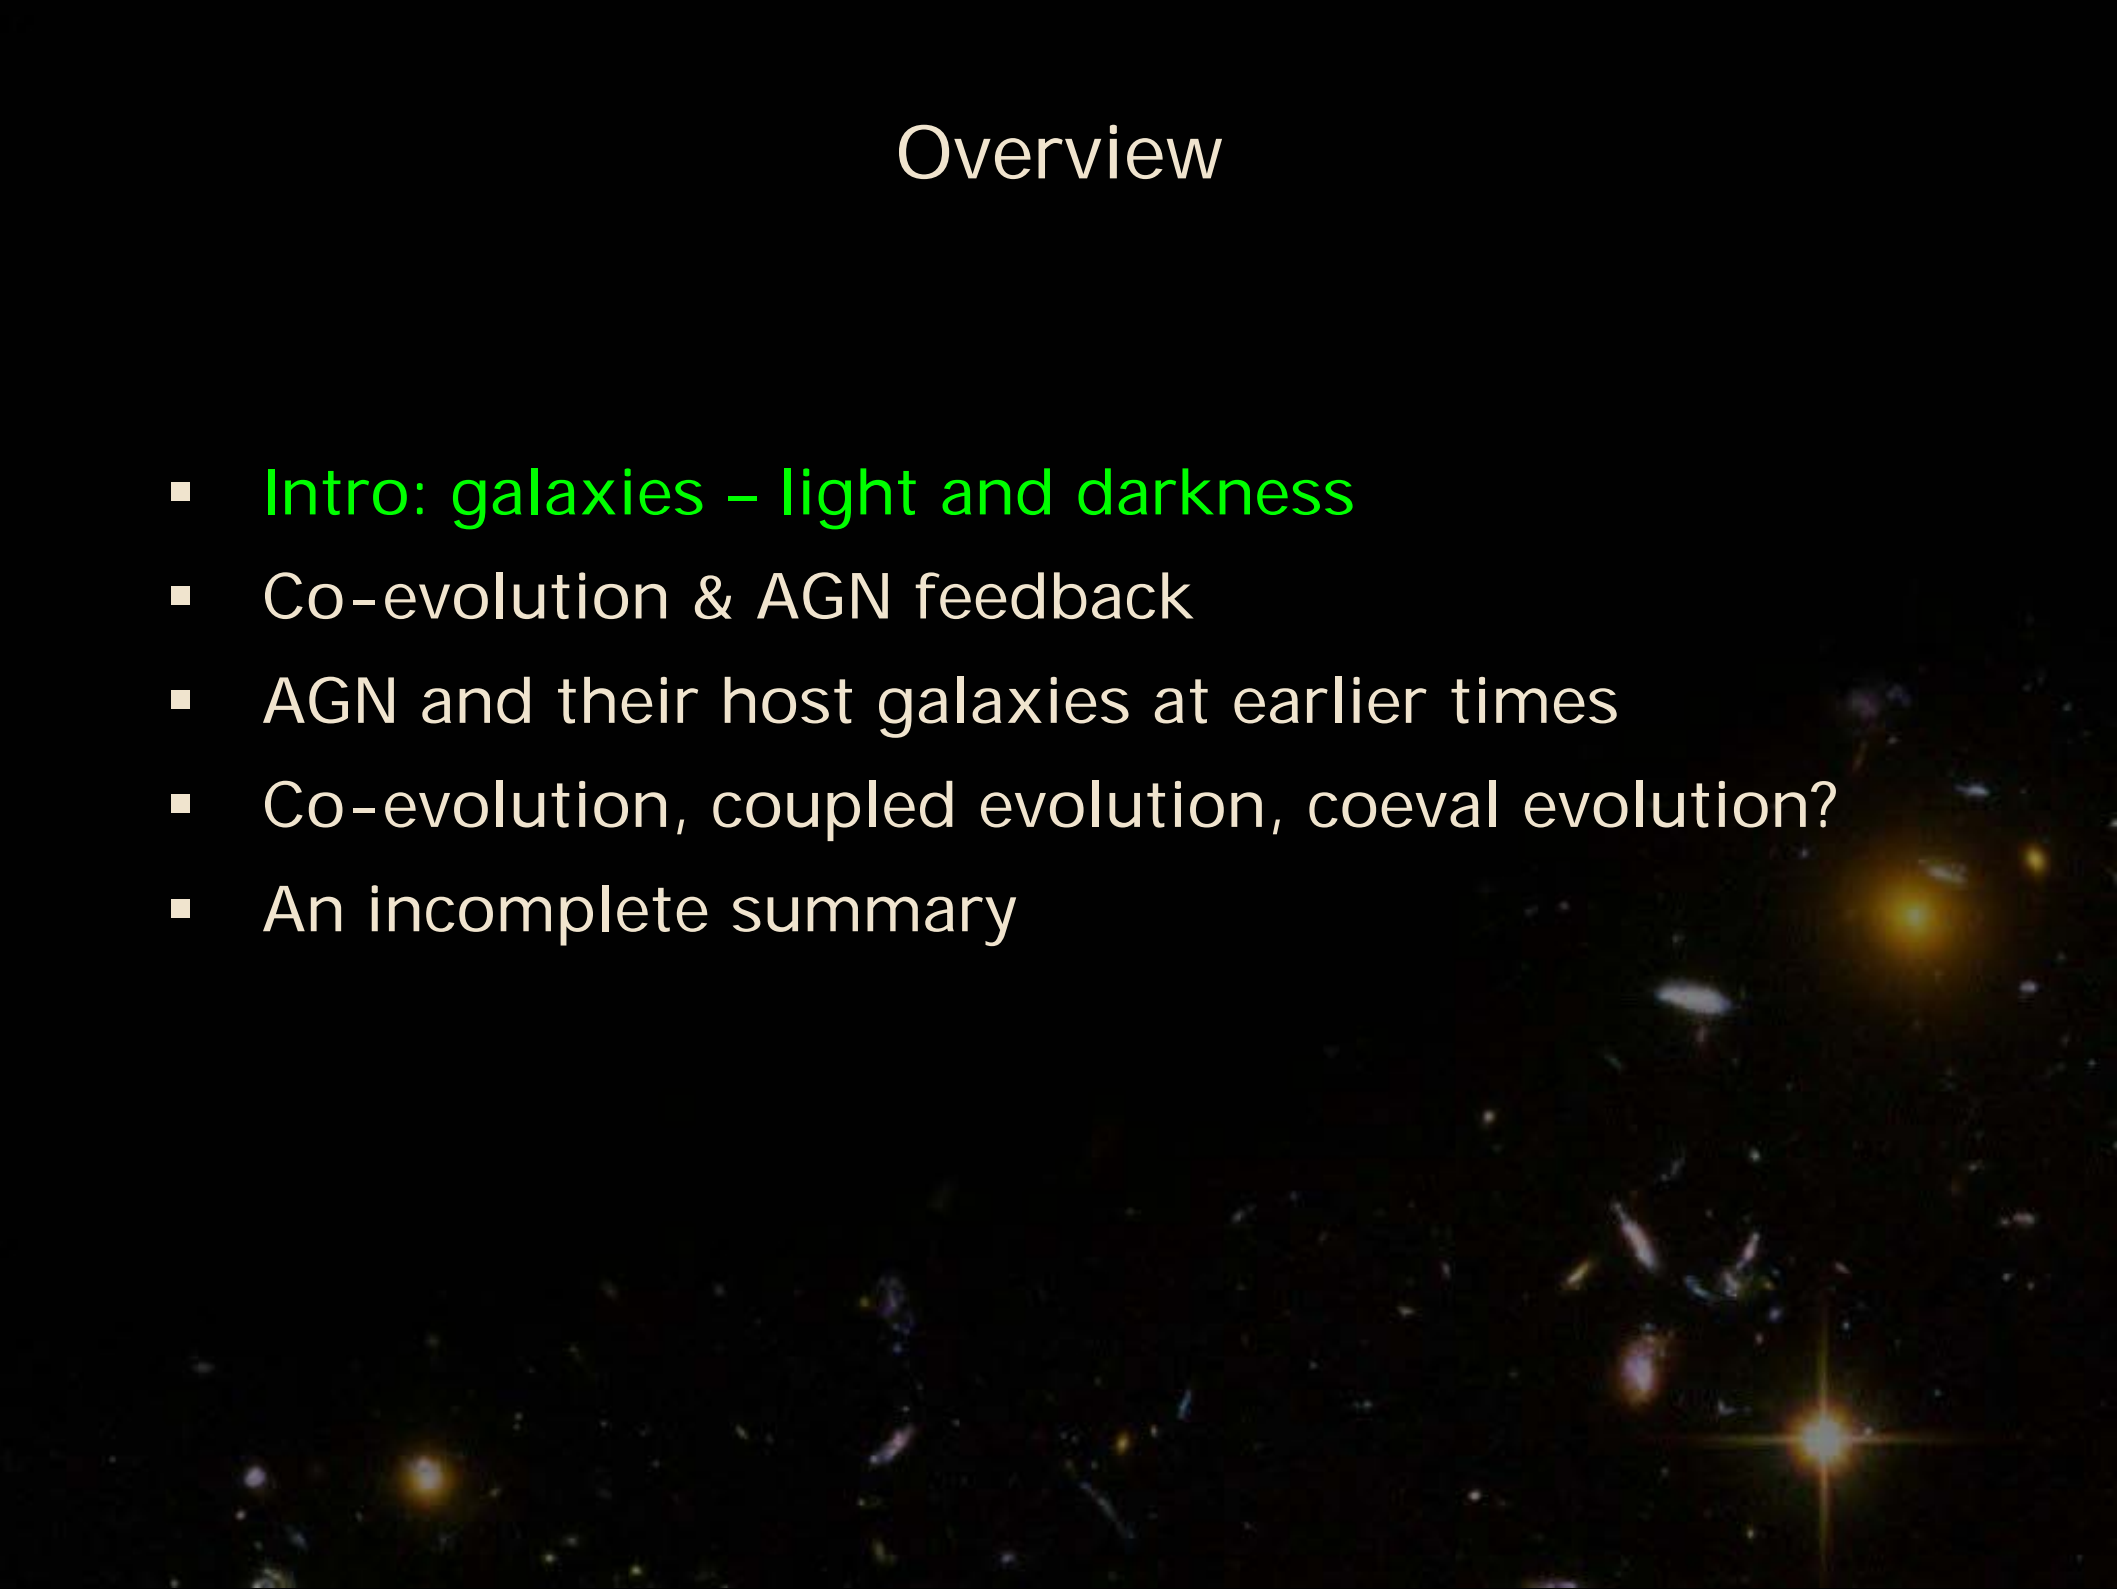 Overview
▪ Intro: galaxies – light and darkness
▪ Co-evolution & AGN feedback
▪ AGN and their host galaxies at earlier times
▪ Co-evolution, coupled evolution, coeval evolution?
▪ An incomplete summary